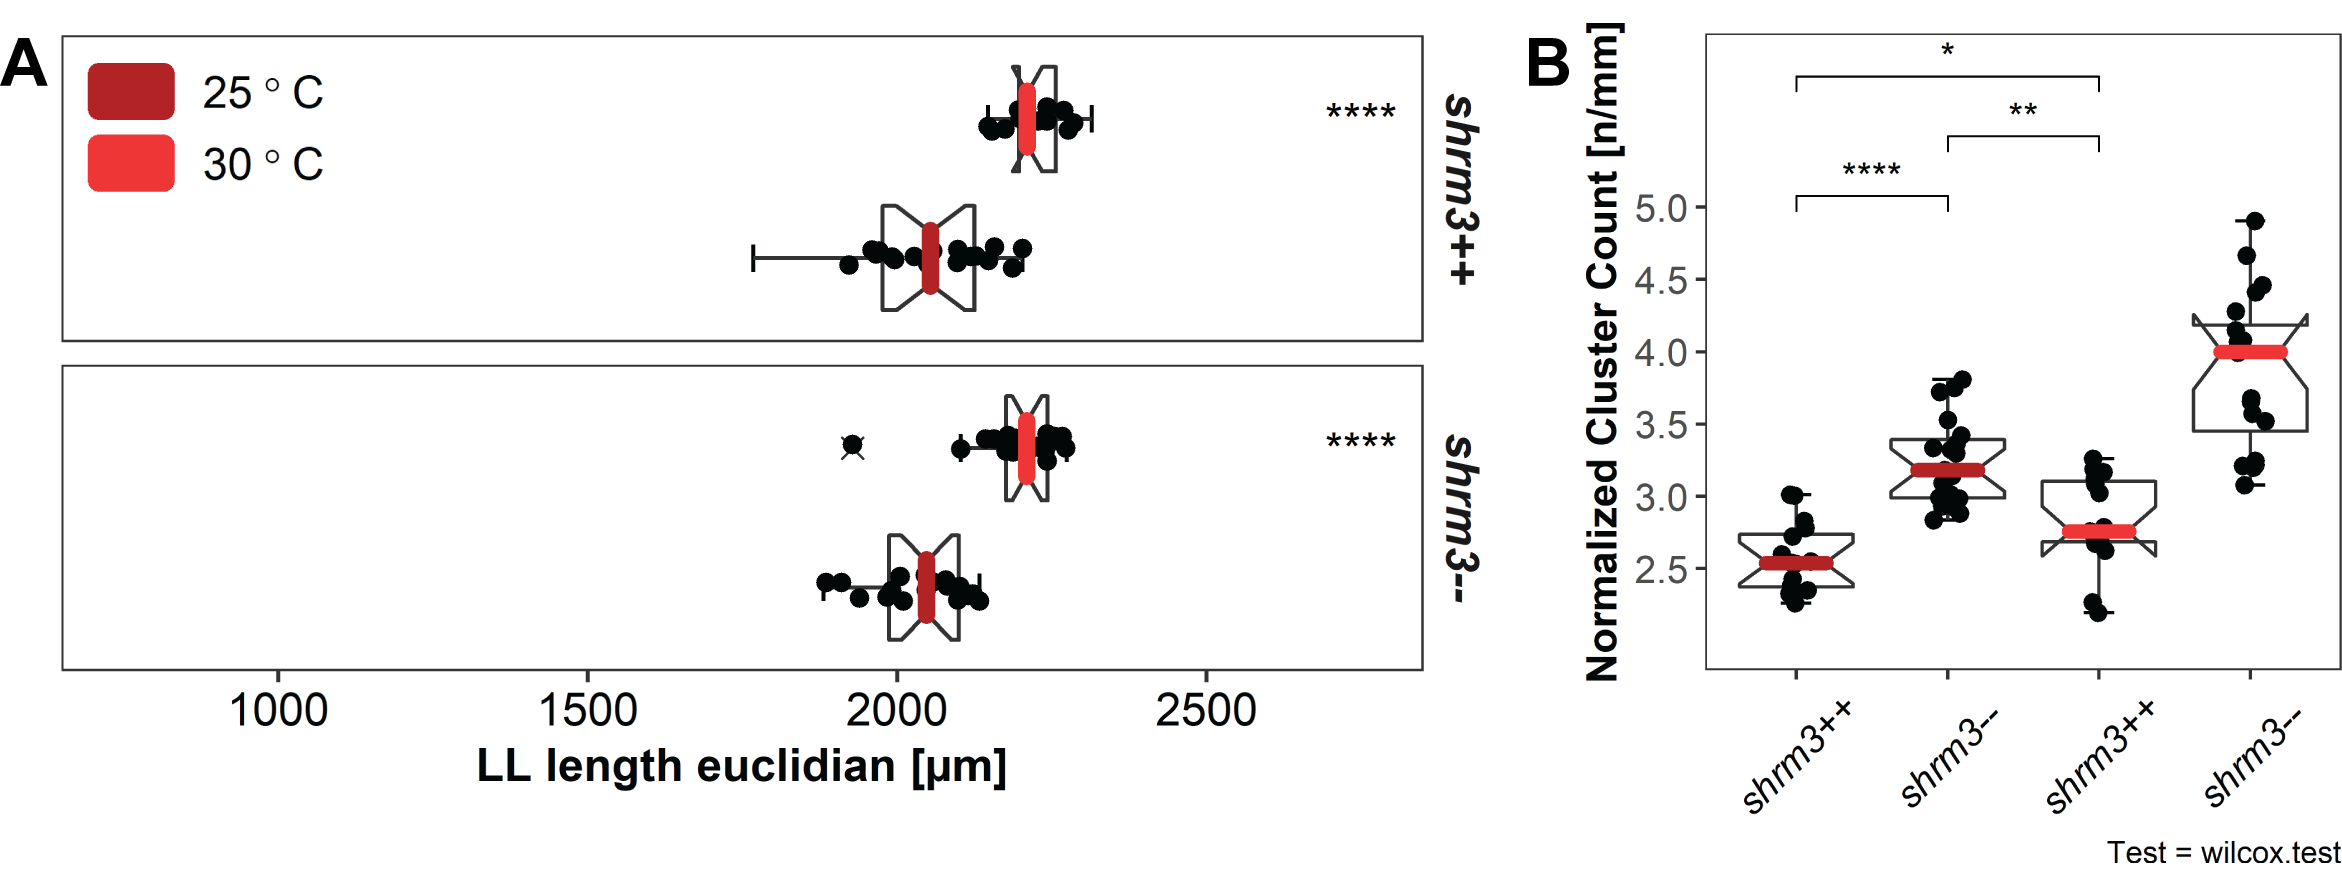 A
25 ° C
30 ° C
****
shrm3++
****
shrm3--
1000 1500 2000 2500
LL length euclidian [µm]
B
Normalized Cluster Count [n/mm]
*
**
****
5.0
4.5
4.0
3.5
3.0
2.5
shrm3++ shrm3-- shrm3++ shrm3--
Test = wilcox.test